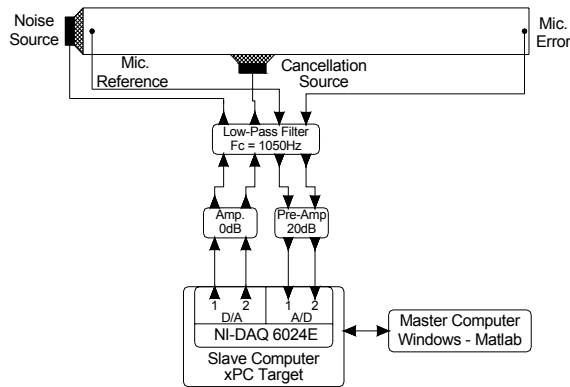 Noise
Source
Mic.
Error
Mic.
Reference
Cancellation
Source
Low-Pass Filter
Fc = 1050Hz
Amp.
0dB
Pre-Amp
20dB
1 2 1 2
D/A A/D
NI-DAQ 6024E
Slave Computer
xPC Target
Master Computer
Windows - Matlab